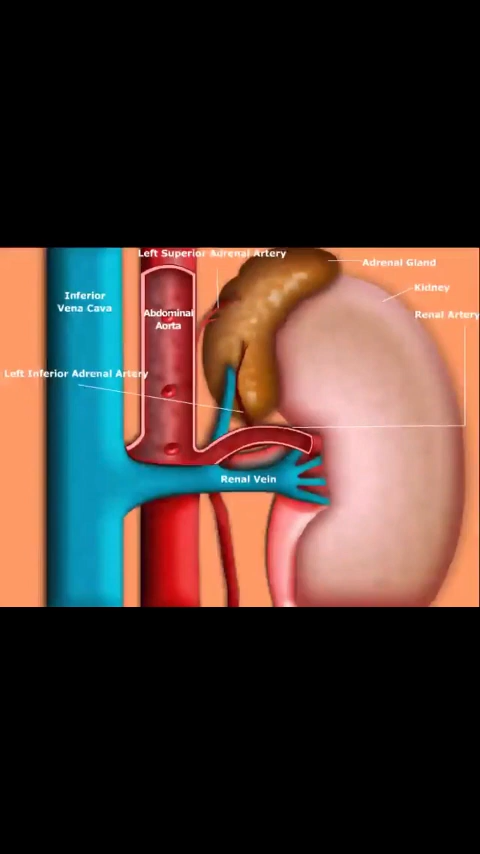 Left Superior Adrenal Artery
Adrenal Gland
Kidney
Inferior
Vena Cava
Abdominal
Aorta
Renal Artery
Left Inferior Adrenal Artery
Renal Vein